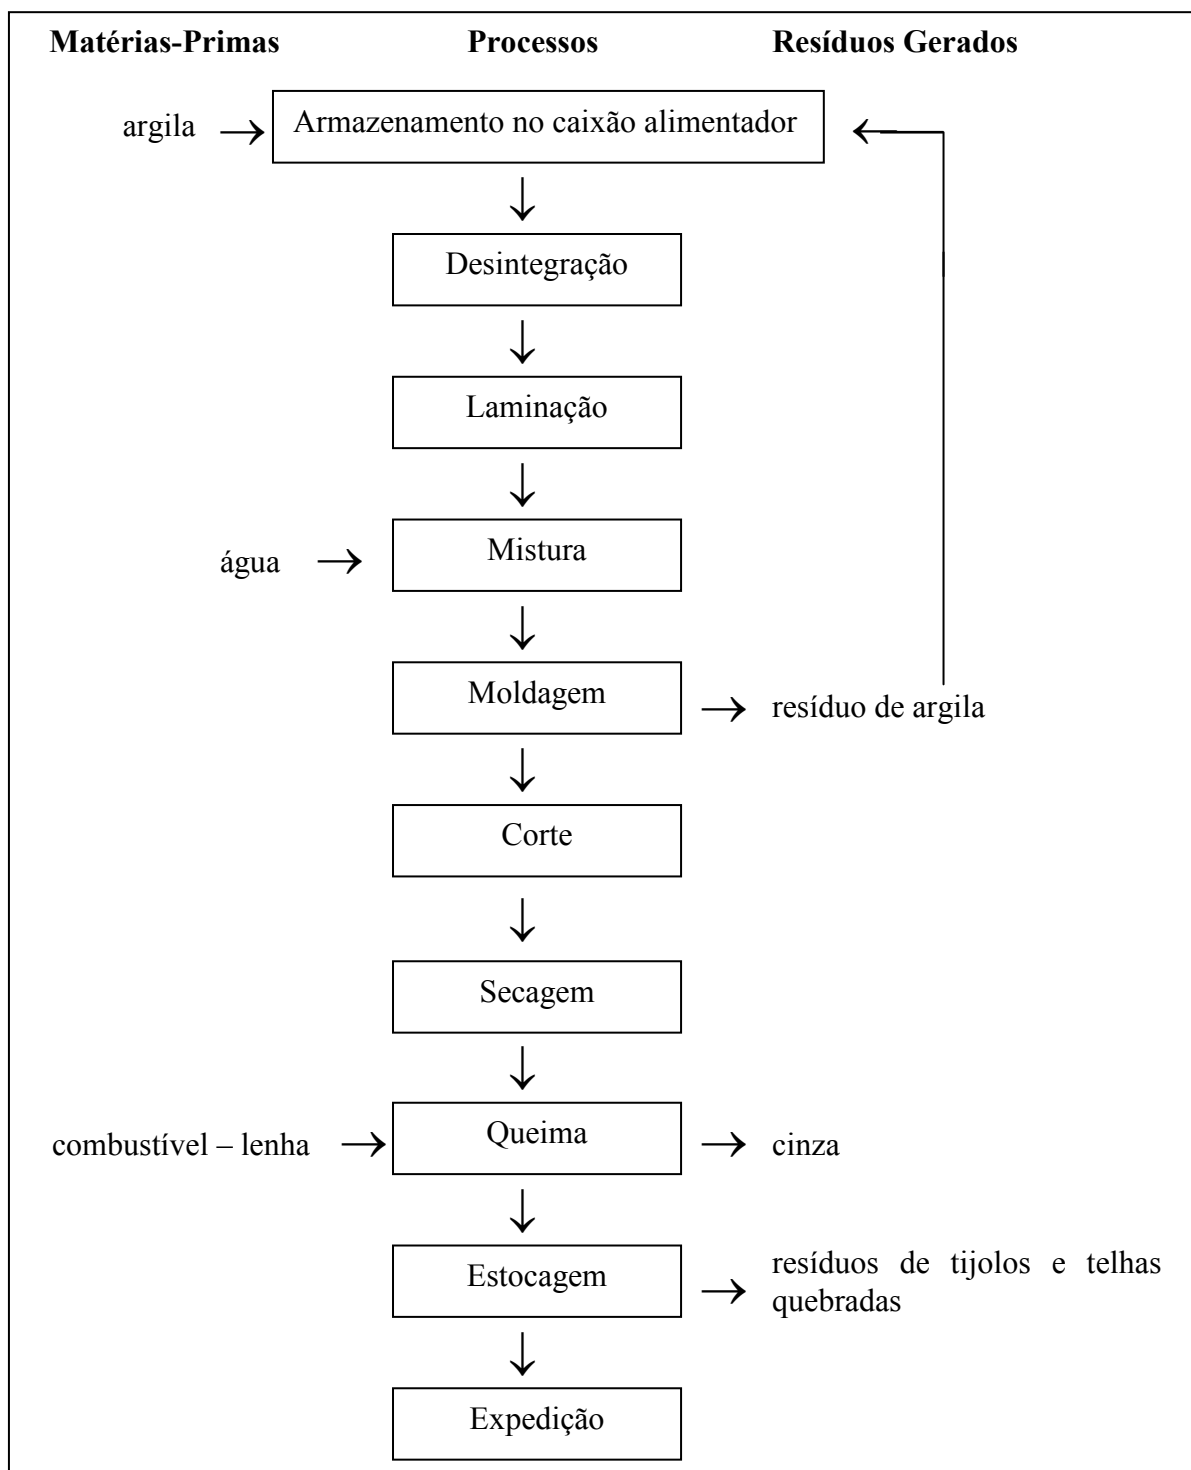 Matérias-Primas Processos Resíduos Gerados
argila Armazenamento no caixão alimentador
Desintegração
Laminação
água Mistura
Moldagem resíduo de argila
Corte
Secagem
combustível – lenha Queima cinza
Estocagem resíduos de tijolos e telhas
quebradas
Expedição